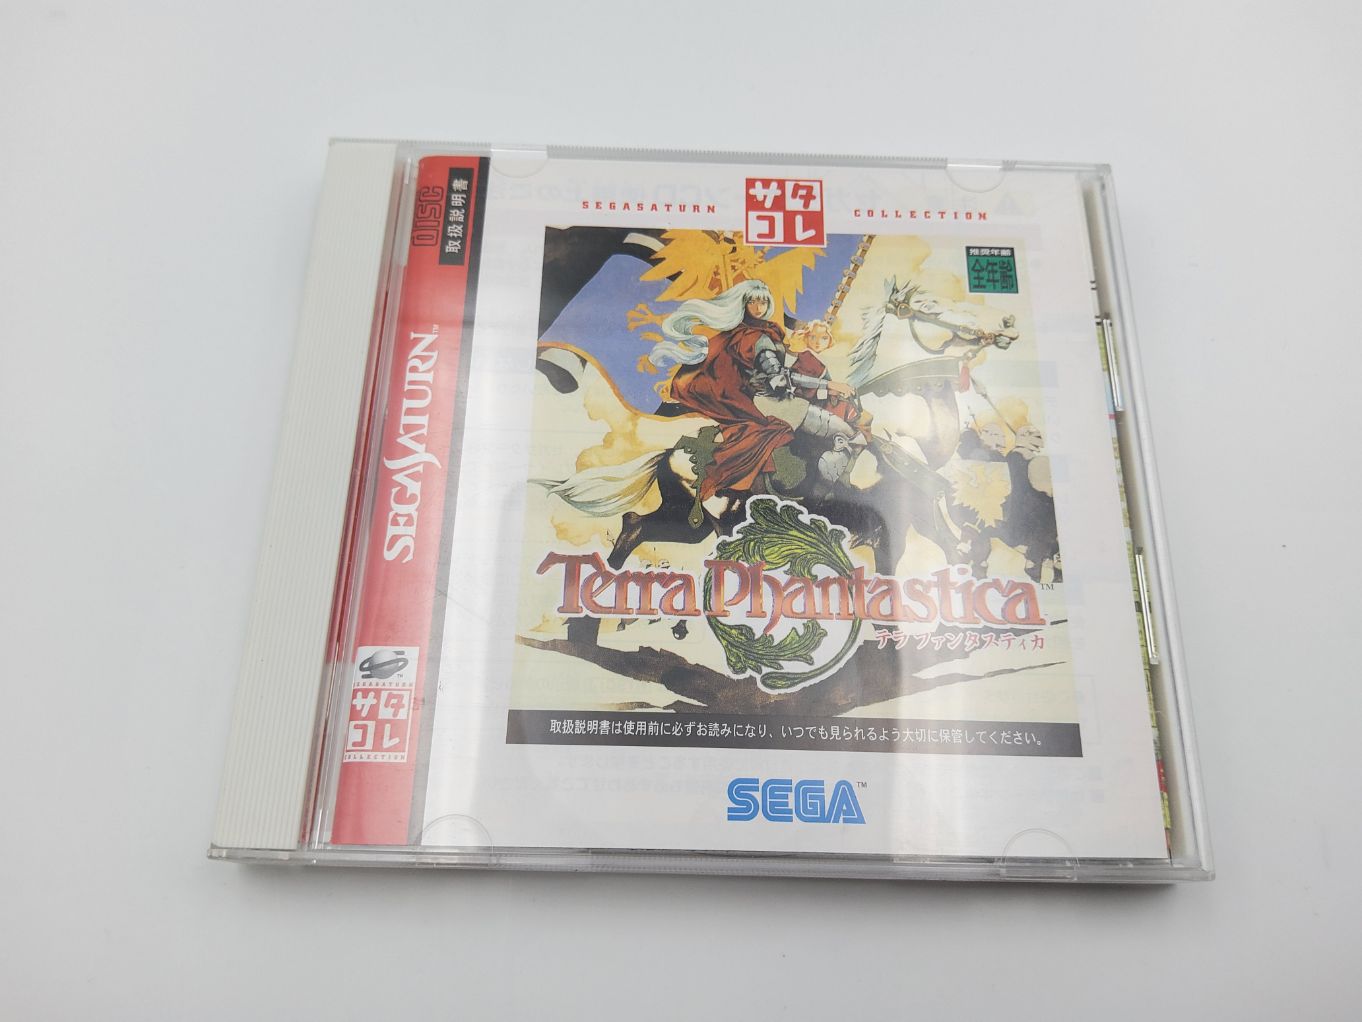 DISC
取扱説明書
SEGA SATURN™
SEGASATURN
サタ
コレ
COLLECTION
SEGASATURN
サタ
コレ
COLLECTION
推奨年齢
全年齢
Terra Phantastica™
テラ ファンタスティカ
取扱説明書は使用前に必ずお読みになり、いつでも見られるよう大切に保管してください。
SEGA™